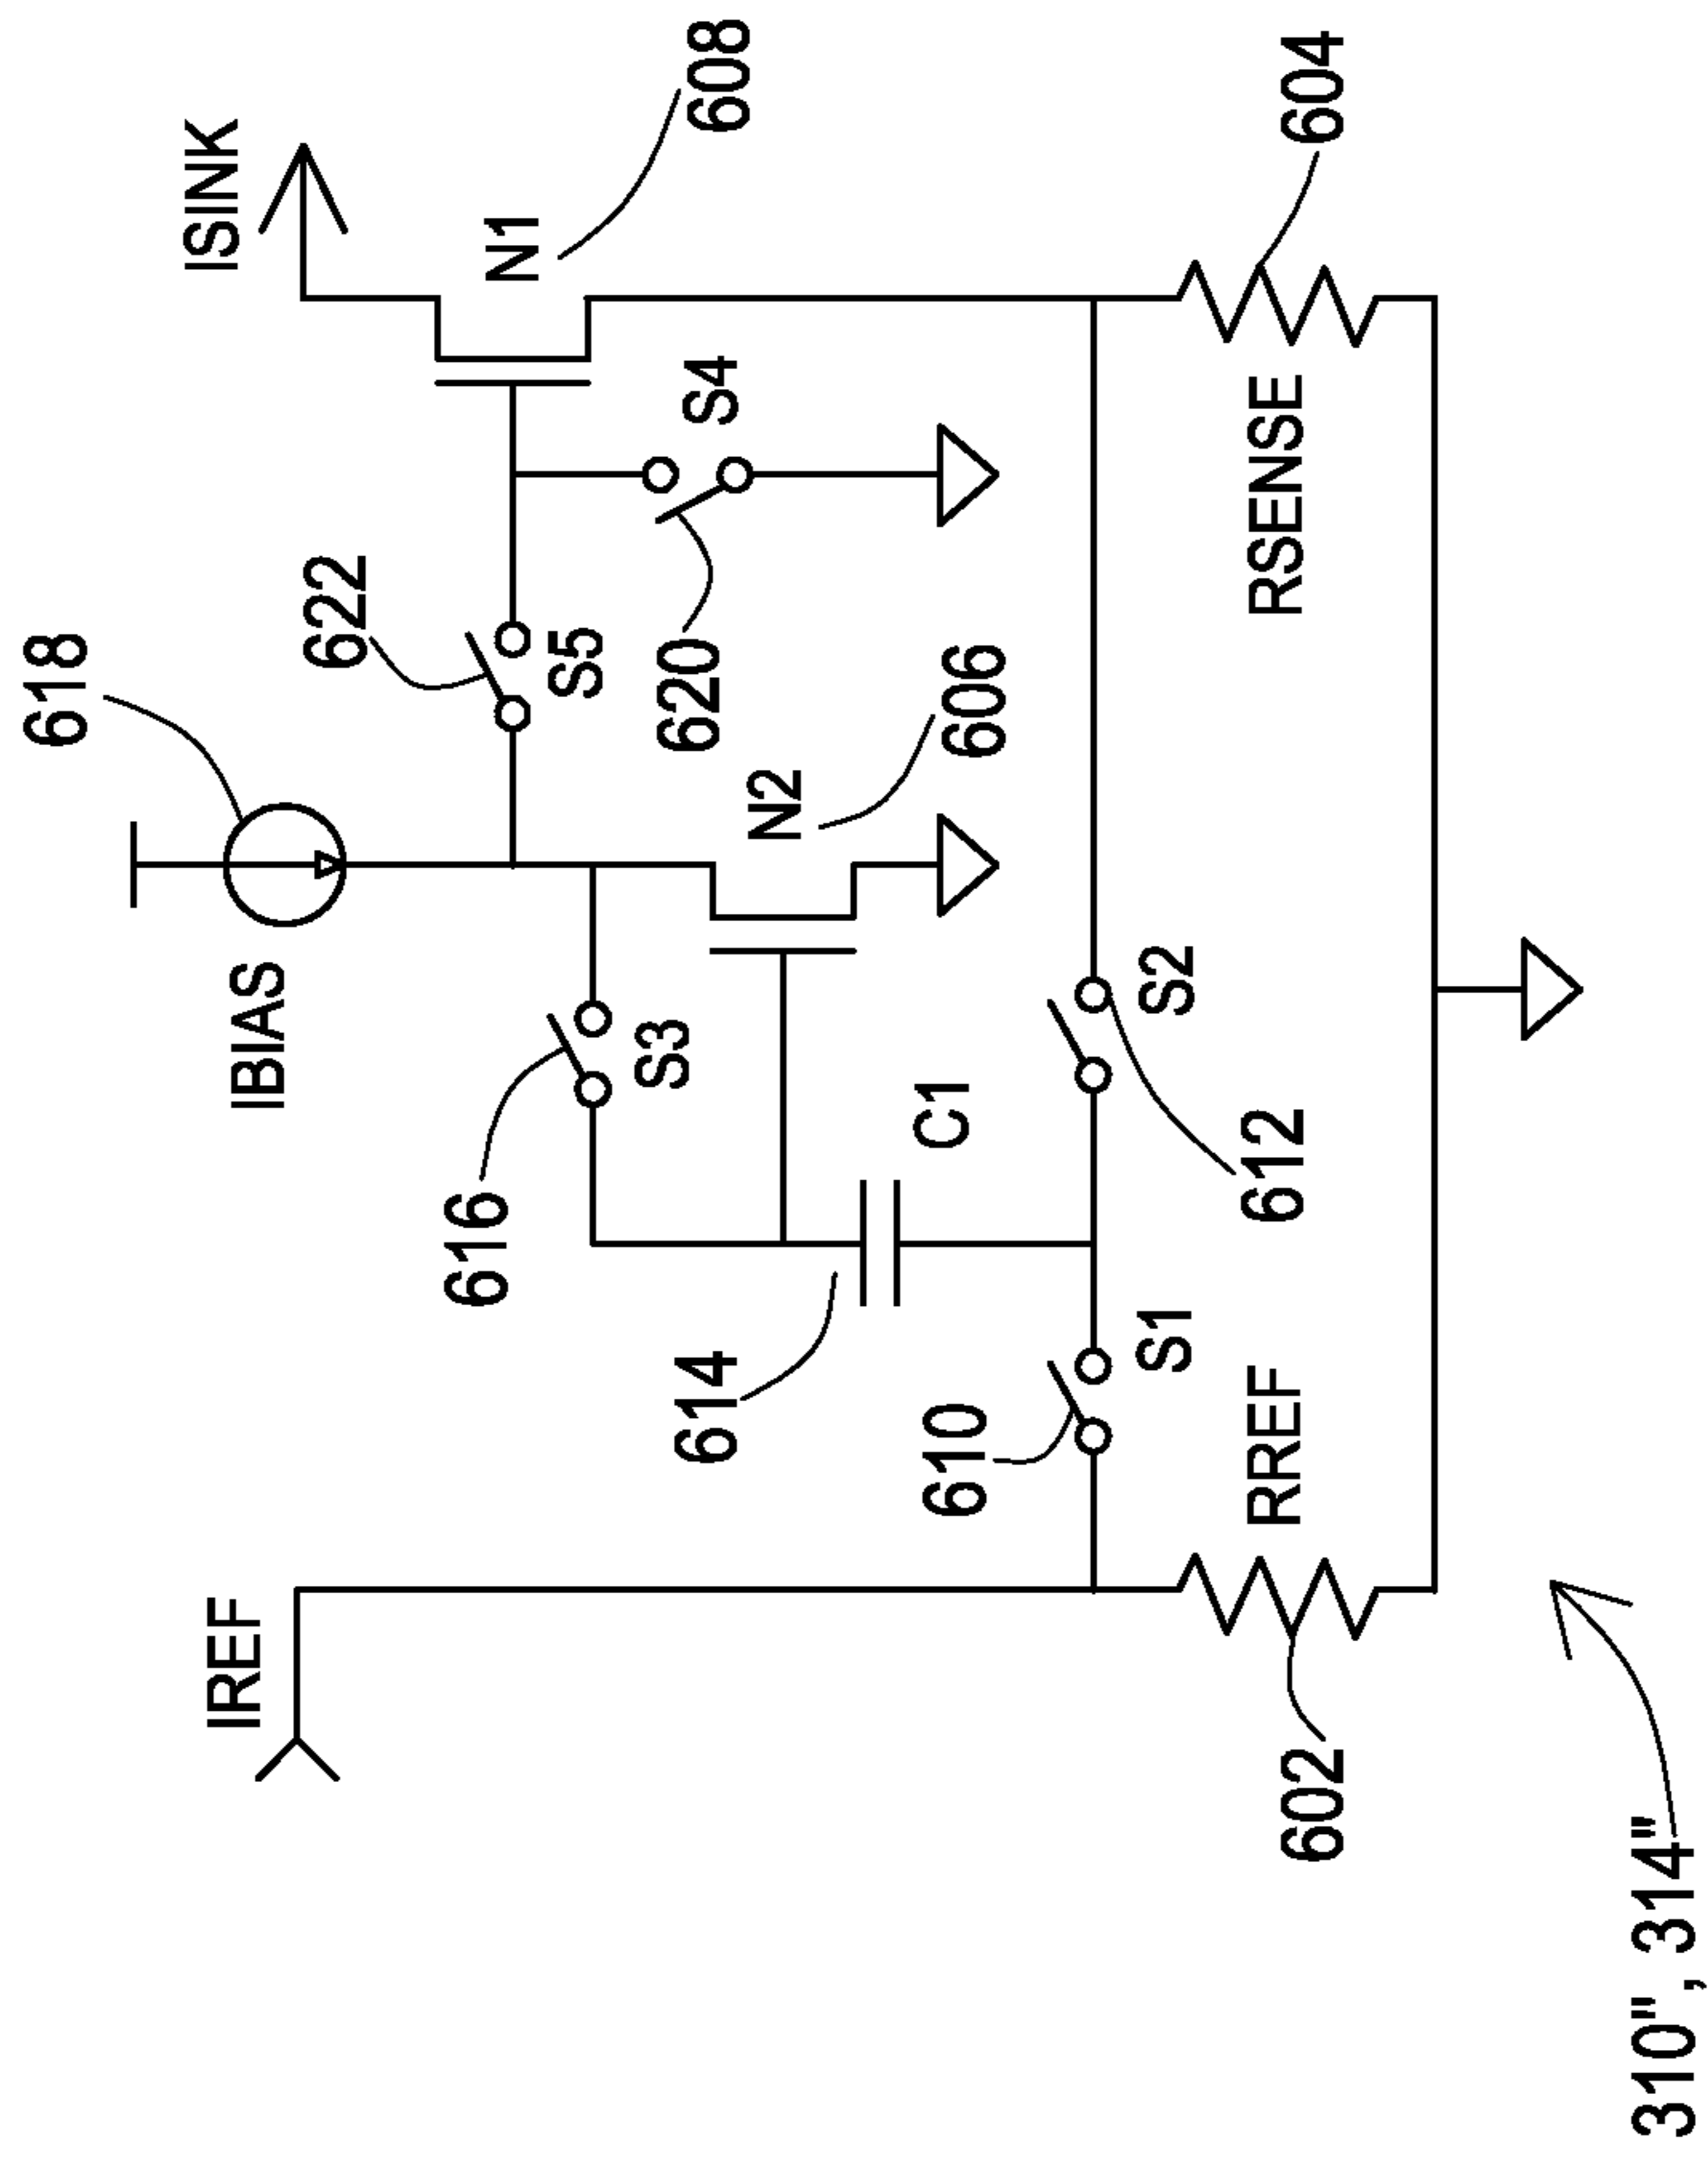 618
622
ISINK
608
N1
S4
IBIAS
S5
620
N2
606
616
S3
IREF
614
C1
S2
612
610
S1
RSENSE
604
RREF
602
310", 314"